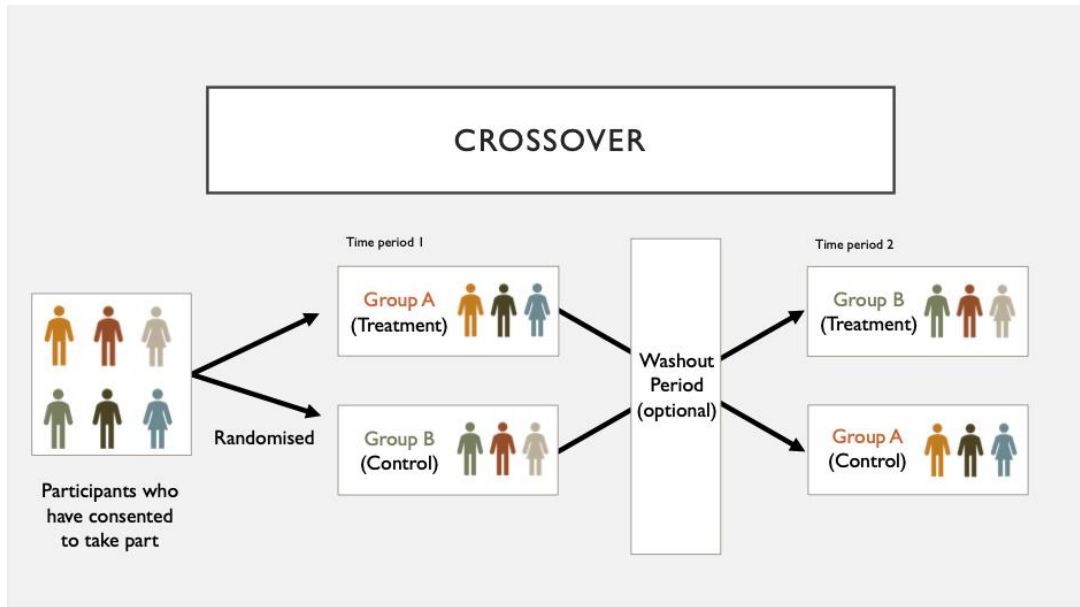 CROSSOVER
Time period 1
Time period 2
Group A
(Treatment)
Group B
(Treatment)
Washout
Period
(optional)
Randomised
Group B
(Control)
Group A
(Control)
Participants who
have consented
to take part